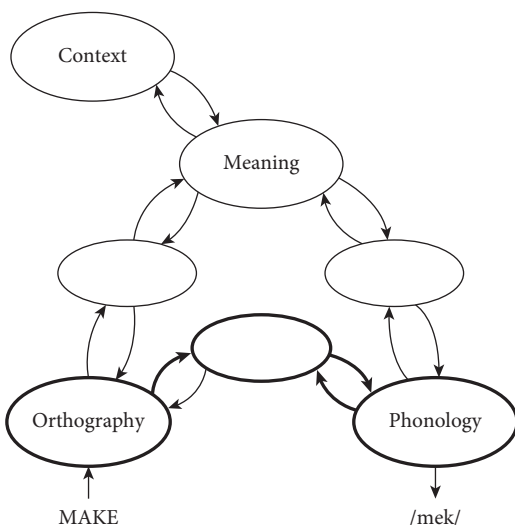 Context
Meaning
Orthography
Phonology
MAKE
/mek/